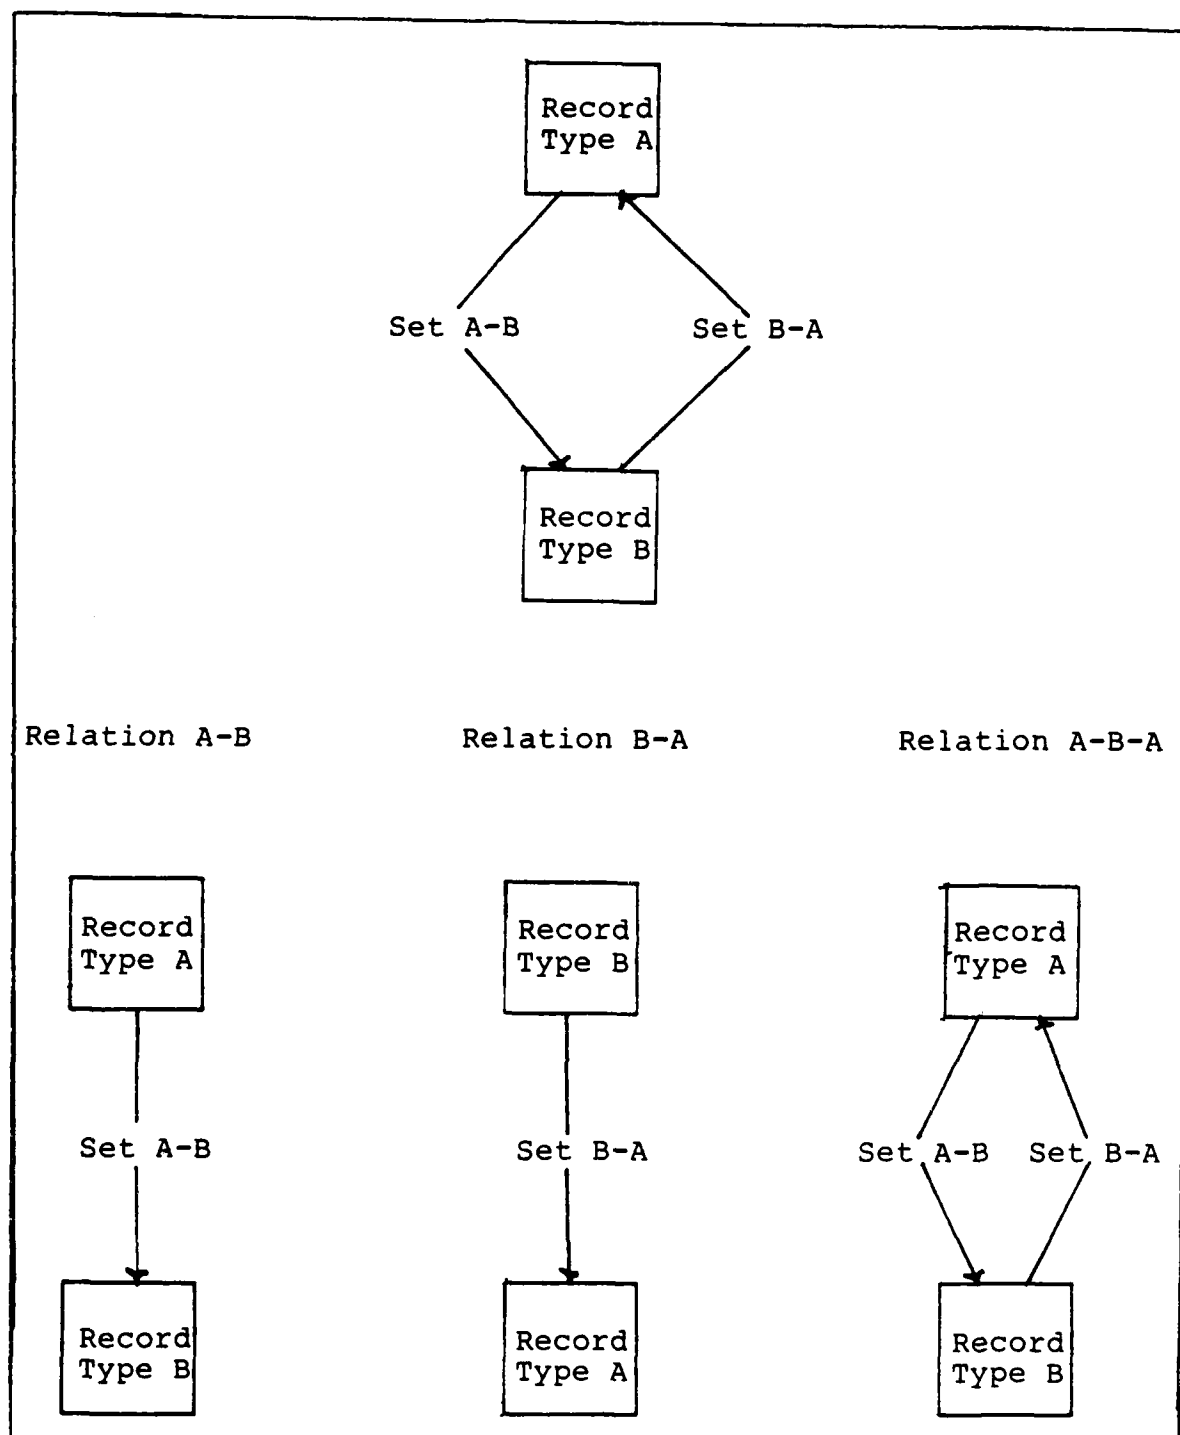 Record
Type A
Set A-B
Set B-A
Record
Type B
Relation A-B
Relation B-A
Relation A-B-A
Record
Type A
Record
Type B
Record
Type A
Set A-B
Set B-A
Set A-B
Set B-A
Record
Type B
Record
Type A
Record
Type B